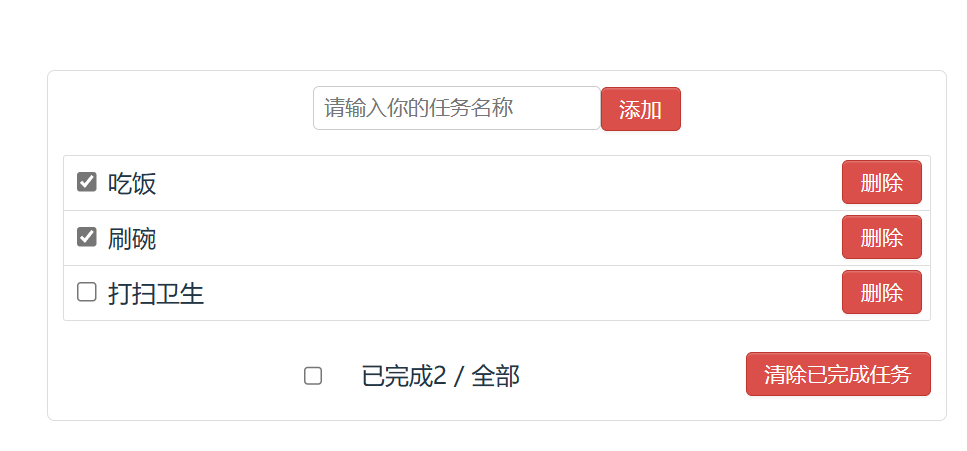 请输入你的任务名称 添加
吃饭 删除
刷碗 删除
打扫卫生 删除
已完成2 / 全部 清除已完成任务